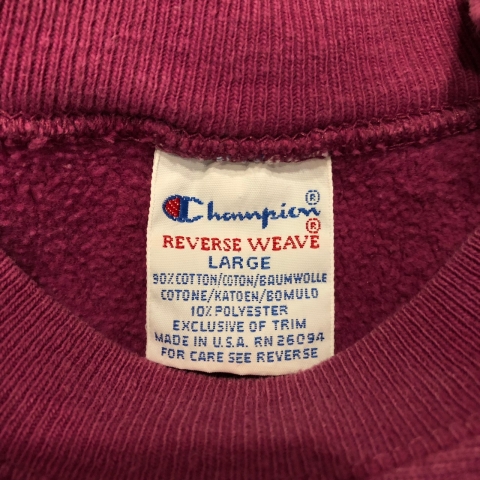 Champion®
REVERSE WEAVE®
LARGE
90% COTTON/COTON/BAUMWOLLE
COTONE/KATOEN/BOMULD
10% POLYESTER
EXCLUSIVE OF TRIM
MADE IN U.S.A. RN 26094
FOR CARE SEE REVERSE